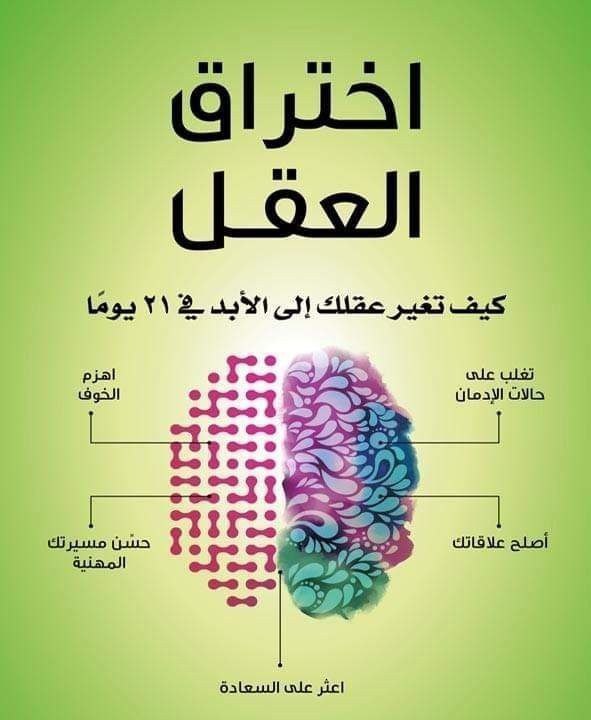 اختراق
العقل
كيف تغير عقلك إلى الأبد في ٢١ يومًا
تغلب على
حالات الإدمان
اهزم
الخوف
أصلح علاقاتك
حسّن مسيرتك
المهنية
اعثر على السعادة